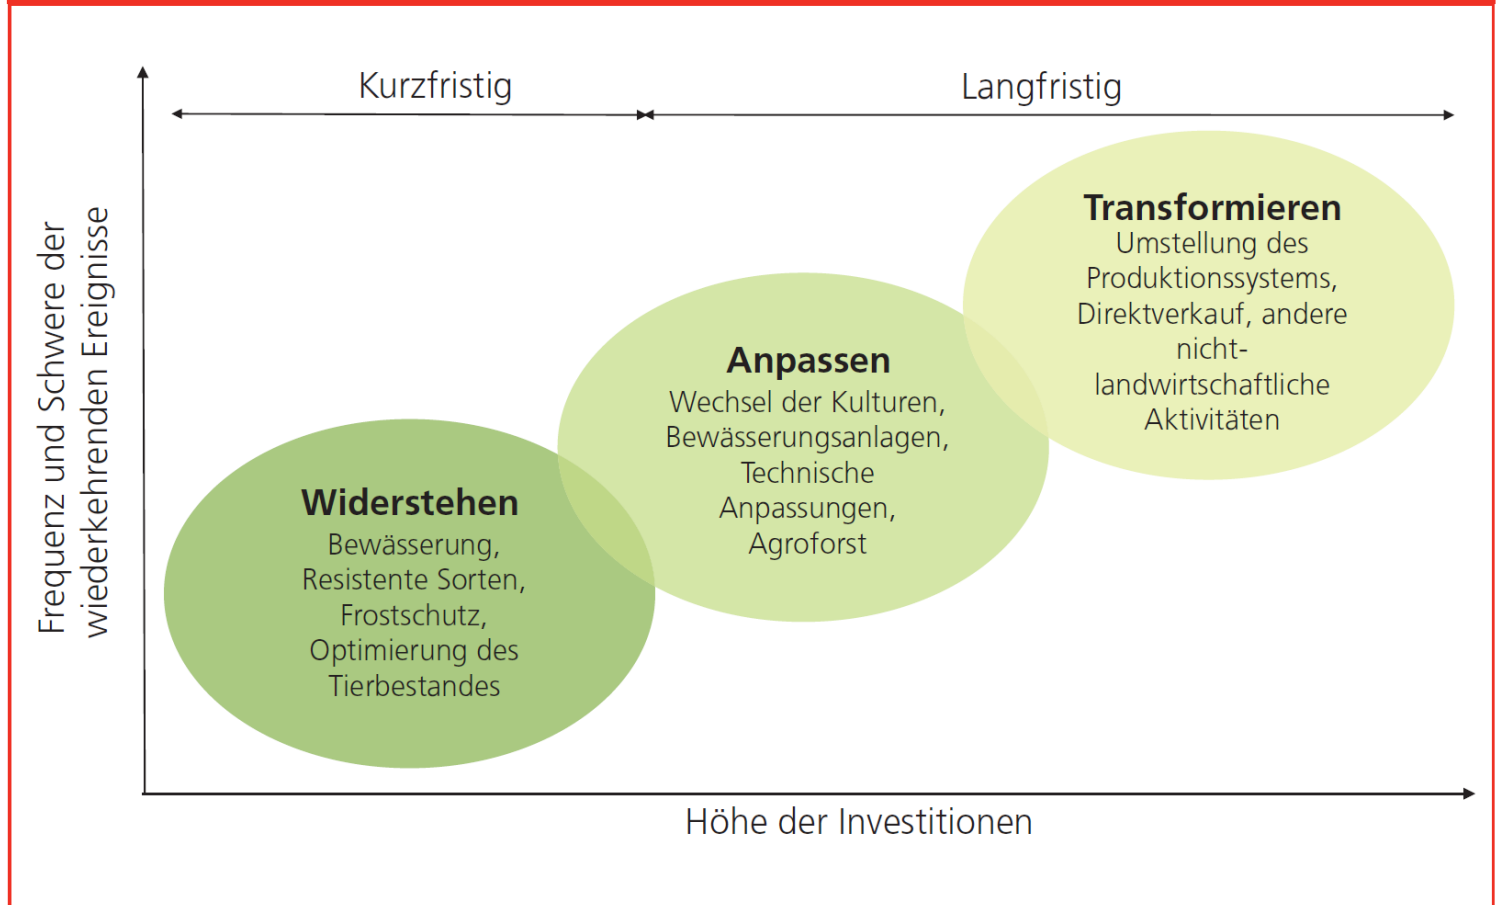 Kurzfristig
Langfristig
Frequenz und Schwere der
wiederkehrenden Ereignisse
Transformieren
Umstellung des
Produktionssystems,
Direktverkauf, andere
nicht-
landwirtschaftliche
Aktivitäten
Anpassen
Wechsel der Kulturen,
Bewässerungsanlagen,
Technische
Anpassungen,
Agroforst
Widerstehen
Bewässerung,
Resistente Sorten,
Frostschutz,
Optimierung des
Tierbestandes
Höhe der Investitionen